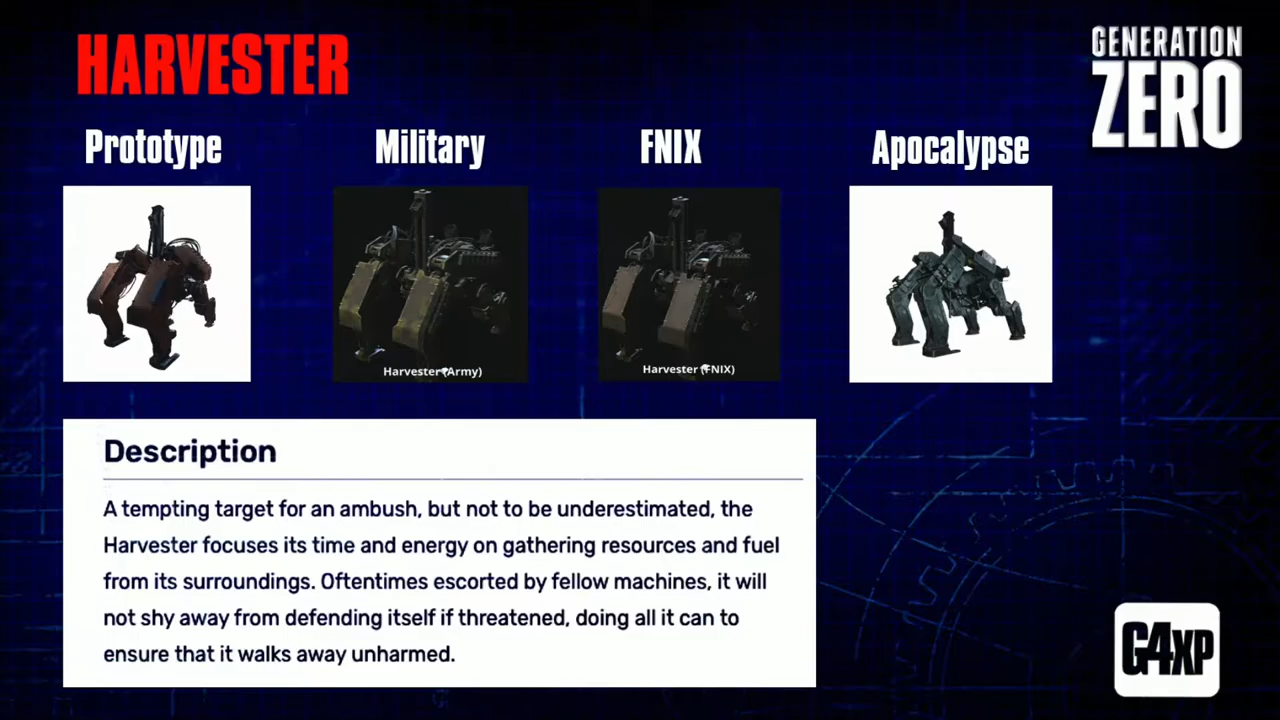 HARVESTER
GENERATION
ZERO
Prototype
Military
FNIX
Apocalypse
Harvester (Army)
Harvester (FNIX)
Description
A tempting target for an ambush, but not to be underestimated, the
Harvester focuses its time and energy on gathering resources and fuel
from its surroundings. Oftentimes escorted by fellow machines, it will
not shy away from defending itself if threatened, doing all it can to
ensure that it walks away unharmed.
G4XP